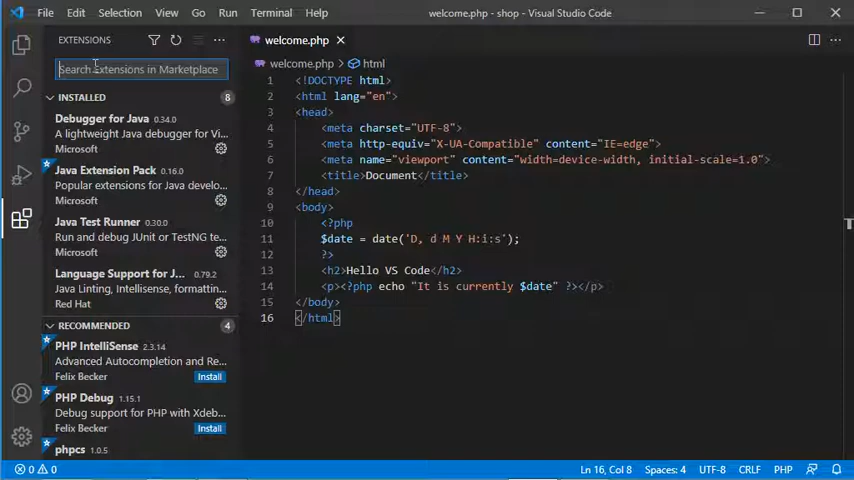 File Edit Selection View Go Run Terminal Help welcome.php - shop - Visual Studio Code
EXTENSIONS
Search Extensions in Marketplace
INSTALLED 8
Debugger for Java 0.34.0
A lightweight Java debugger for Vi...
Microsoft
Java Extension Pack 0.16.0
Popular extensions for Java develo...
Microsoft
Java Test Runner 0.30.0
Run and debug JUnit or TestNG te...
Microsoft
Language Support for J... 0.79.2
Java Linting, Intellisense, formattin...
Red Hat
RECOMMENDED 4
PHP IntelliSense 2.3.14
Advanced Autocompletion and Re...
Felix Becker Install
PHP Debug 1.15.1
Debug support for PHP with Xdeb...
Felix Becker Install
phpcs 1.0.5
welcome.php
welcome.php > html
1 <!DOCTYPE html>
2 <html lang="en">
3 <head>
4 <meta charset="UTF-8">
5 <meta http-equiv="X-UA-Compatible" content="IE=edge">
6 <meta name="viewport" content="width=device-width, initial-scale=1.0">
7 <title>Document</title>
8 </head>
9 <body>
10 <?php
11 $date = date('D, d M Y H:i:s');
12 ?>
13 <h2>Hello VS Code</h2>
14 <p><?php echo "It is currently $date" ?></p>
15 </body>
16 </html>
0 0 Ln 16, Col 8 Spaces: 4 UTF-8 CRLF PHP